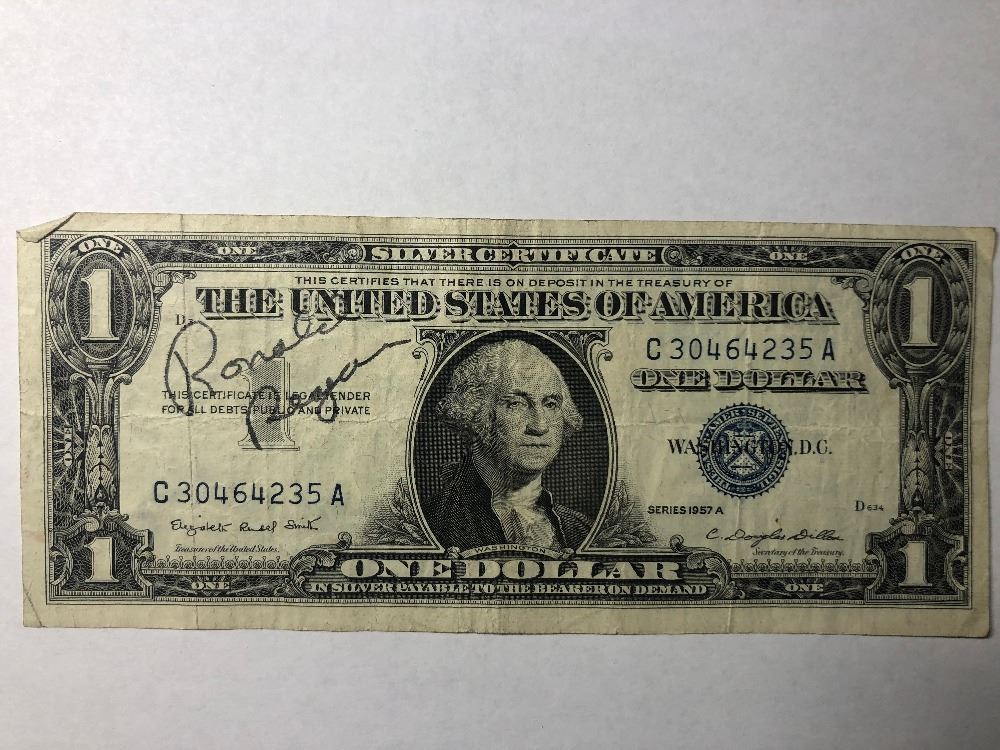 ONE ONE SILVER CERTIFICATE ONE ONE
THIS CERTIFIES THAT THERE IS ON DEPOSIT IN THE TREASURY OF
THE UNITED STATES OF AMERICA
1 1
D
Ronald
C 30464235 A
ONE DOLLAR
THIS CERTIFICATE IS LEGAL TENDER
FOR ALL DEBTS PUBLIC AND PRIVATE
1
ONE ONE
WASHINGTON, D.C.
C 30464235 A
SERIES 1957 A
D 634
Elizabeth Rudel Smith
C. Douglas Dillon
Treasurer of the United States.
Secretary of the Treasury.
WASHINGTON
1 1
ONE ONE DOLLAR ONE
IN SILVER PAYABLE TO THE BEARER ON DEMAND